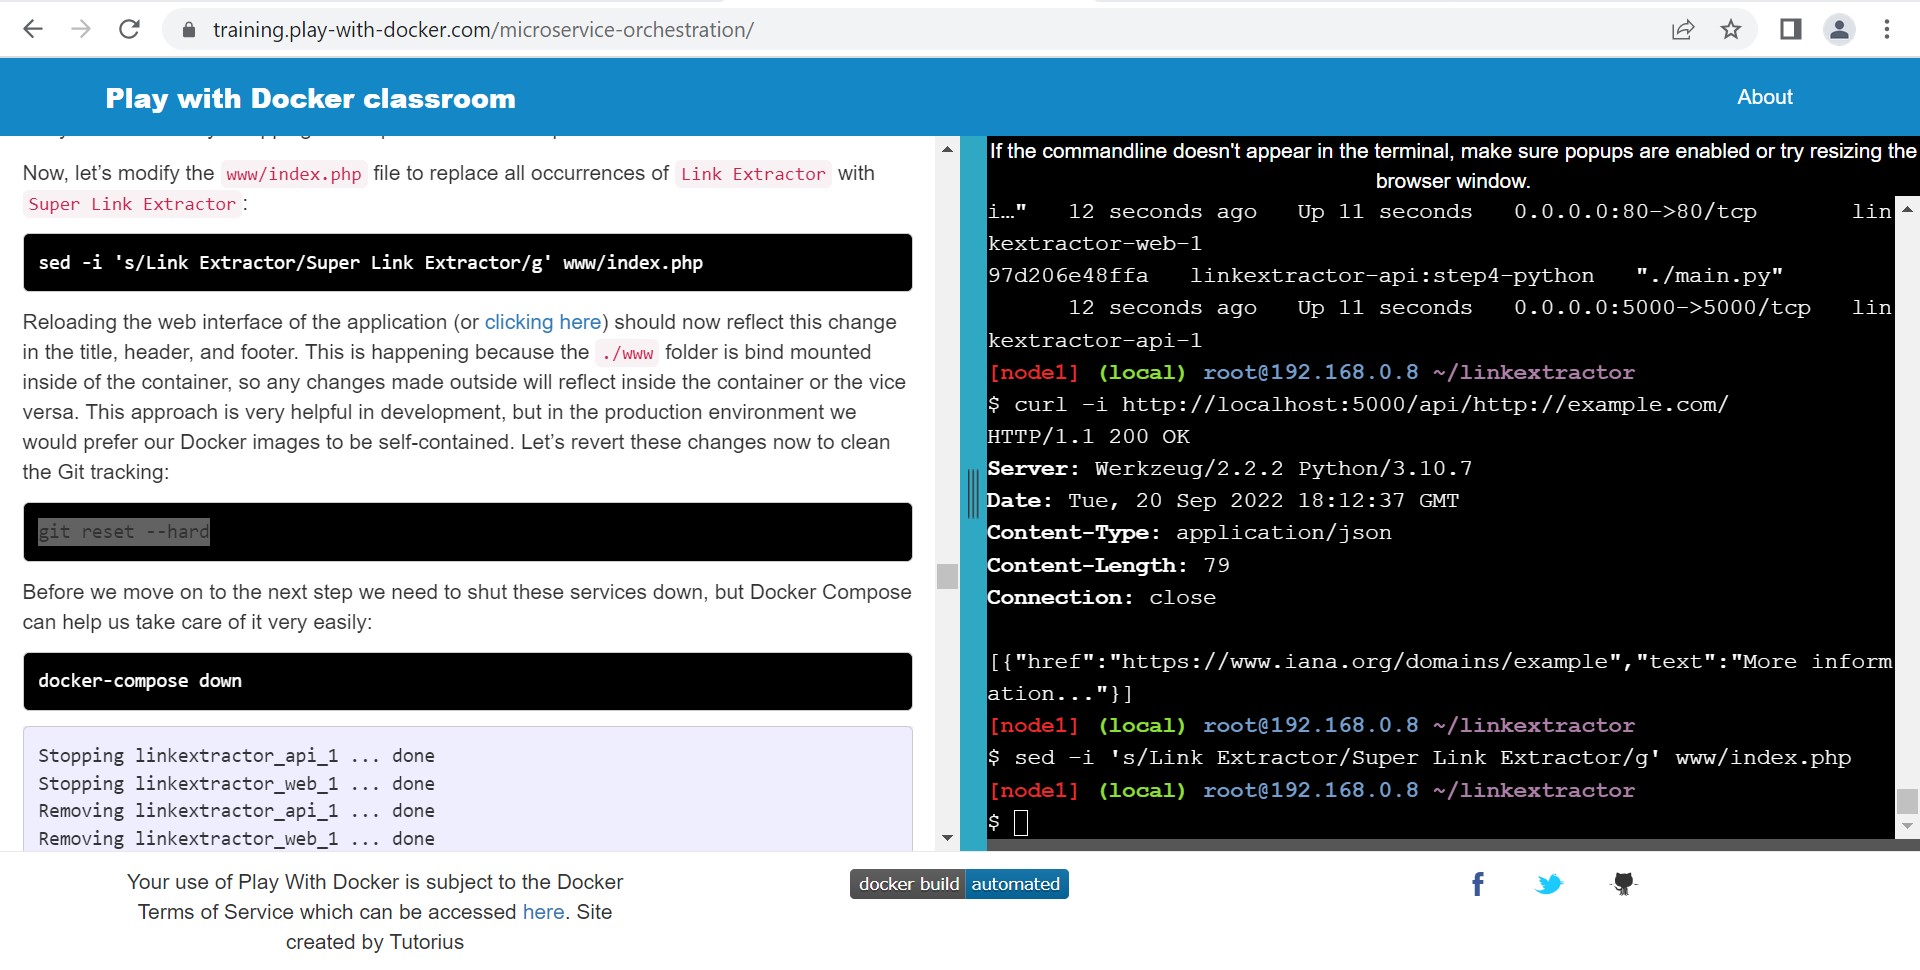 training.play-with-docker.com/microservice-orchestration/
Play with Docker classroom
About
Now, let’s modify the www/index.php file to replace all occurrences of Link Extractor with
Super Link Extractor :
sed -i 's/Link Extractor/Super Link Extractor/g' www/index.php
Reloading the web interface of the application (or clicking here) should now reflect this change
in the title, header, and footer. This is happening because the ./www folder is bind mounted
inside of the container, so any changes made outside will reflect inside the container or the vice
versa. This approach is very helpful in development, but in the production environment we
would prefer our Docker images to be self-contained. Let’s revert these changes now to clean
the Git tracking:
git reset --hard
Before we move on to the next step we need to shut these services down, but Docker Compose
can help us take care of it very easily:
docker-compose down
Stopping linkextractor_api_1 ... done
Stopping linkextractor_web_1 ... done
Removing linkextractor_api_1 ... done
Removing linkextractor_web_1 ... done
If the commandline doesn't appear in the terminal, make sure popups are enabled or try resizing the
browser window.
i…"   12 seconds ago   Up 11 seconds   0.0.0.0:80->80/tcp       lin
kextractor-web-1
97d206e48ffa   linkextractor-api:step4-python   "./main.py"
      12 seconds ago   Up 11 seconds   0.0.0.0:5000->5000/tcp   lin
kextractor-api-1
[node1] (local) root@192.168.0.8 ~/linkextractor
$ curl -i http://localhost:5000/api/http://example.com/
HTTP/1.1 200 OK
Server: Werkzeug/2.2.2 Python/3.10.7
Date: Tue, 20 Sep 2022 18:12:37 GMT
Content-Type: application/json
Content-Length: 79
Connection: close
[{"href":"https://www.iana.org/domains/example","text":"More inform
ation..."}]
[node1] (local) root@192.168.0.8 ~/linkextractor
$ sed -i 's/Link Extractor/Super Link Extractor/g' www/index.php
[node1] (local) root@192.168.0.8 ~/linkextractor
$
Your use of Play With Docker is subject to the Docker
Terms of Service which can be accessed here. Site
created by Tutorius
docker build automated